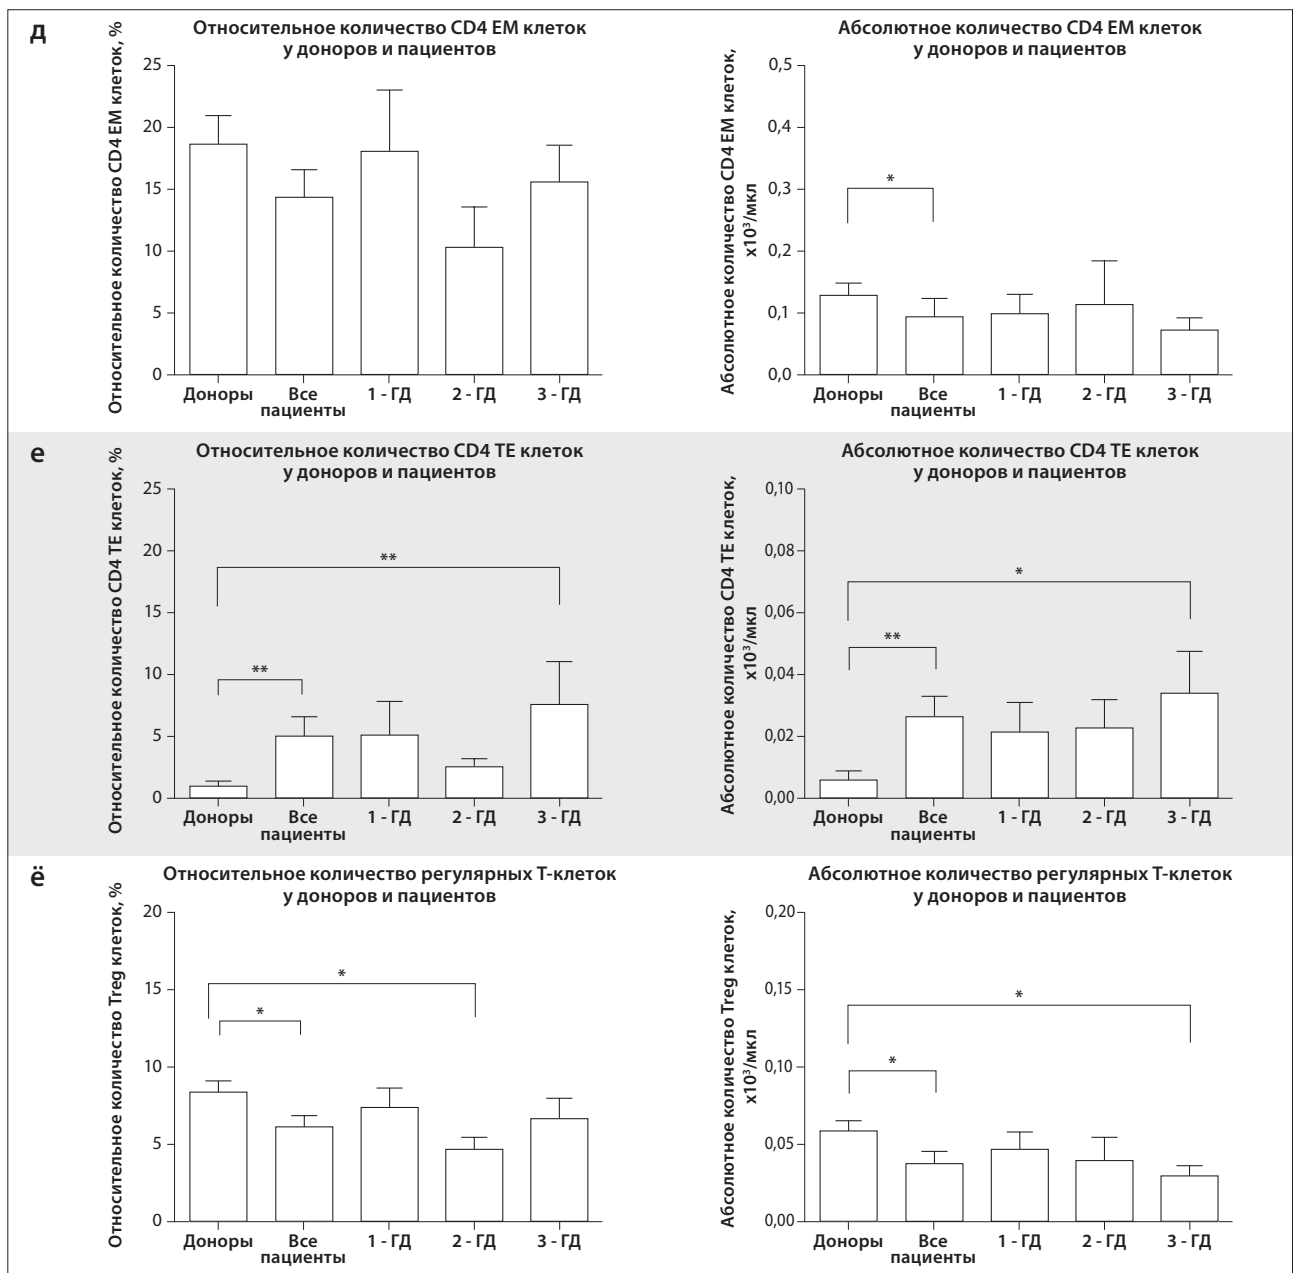 д
Относительное количество CD4 EM клеток
у доноров и пациентов
Относительное количество CD4 EM клеток, %
25
20
15
10
5
0
Доноры
Все
пациенты
1 - ГД
2 - ГД
3 - ГД
Абсолютное количество CD4 EM клеток
у доноров и пациентов
Абсолютное количество CD4 EM клеток,
x10³/мкл
0,5
0,4
0,3
0,2
0,1
0,0
*
Доноры
Все
пациенты
1 - ГД
2 - ГД
3 - ГД
е
Относительное количество CD4 TE клеток
у доноров и пациентов
Относительное количество CD4 TE клеток, %
25
20
15
10
5
0
**
**
Доноры
Все
пациенты
1 - ГД
2 - ГД
3 - ГД
Абсолютное количество CD4 TE клеток
у доноров и пациентов
Абсолютное количество CD4 TE клеток,
x10³/мкл
0,10
0,08
0,06
0,04
0,02
0,00
*
**
Доноры
Все
пациенты
1 - ГД
2 - ГД
3 - ГД
ё
Относительное количество регулярных Т-клеток
у доноров и пациентов
Относительное количество Treg клеток, %
20
15
10
5
0
*
*
Доноры
Все
пациенты
1 - ГД
2 - ГД
3 - ГД
Абсолютное количество регулярных Т-клеток
у доноров и пациентов
Абсолютное количество Treg клеток,
x10³/мкл
0,20
0,15
0,10
0,05
0,00
*
*
Доноры
Все
пациенты
1 - ГД
2 - ГД
3 - ГД